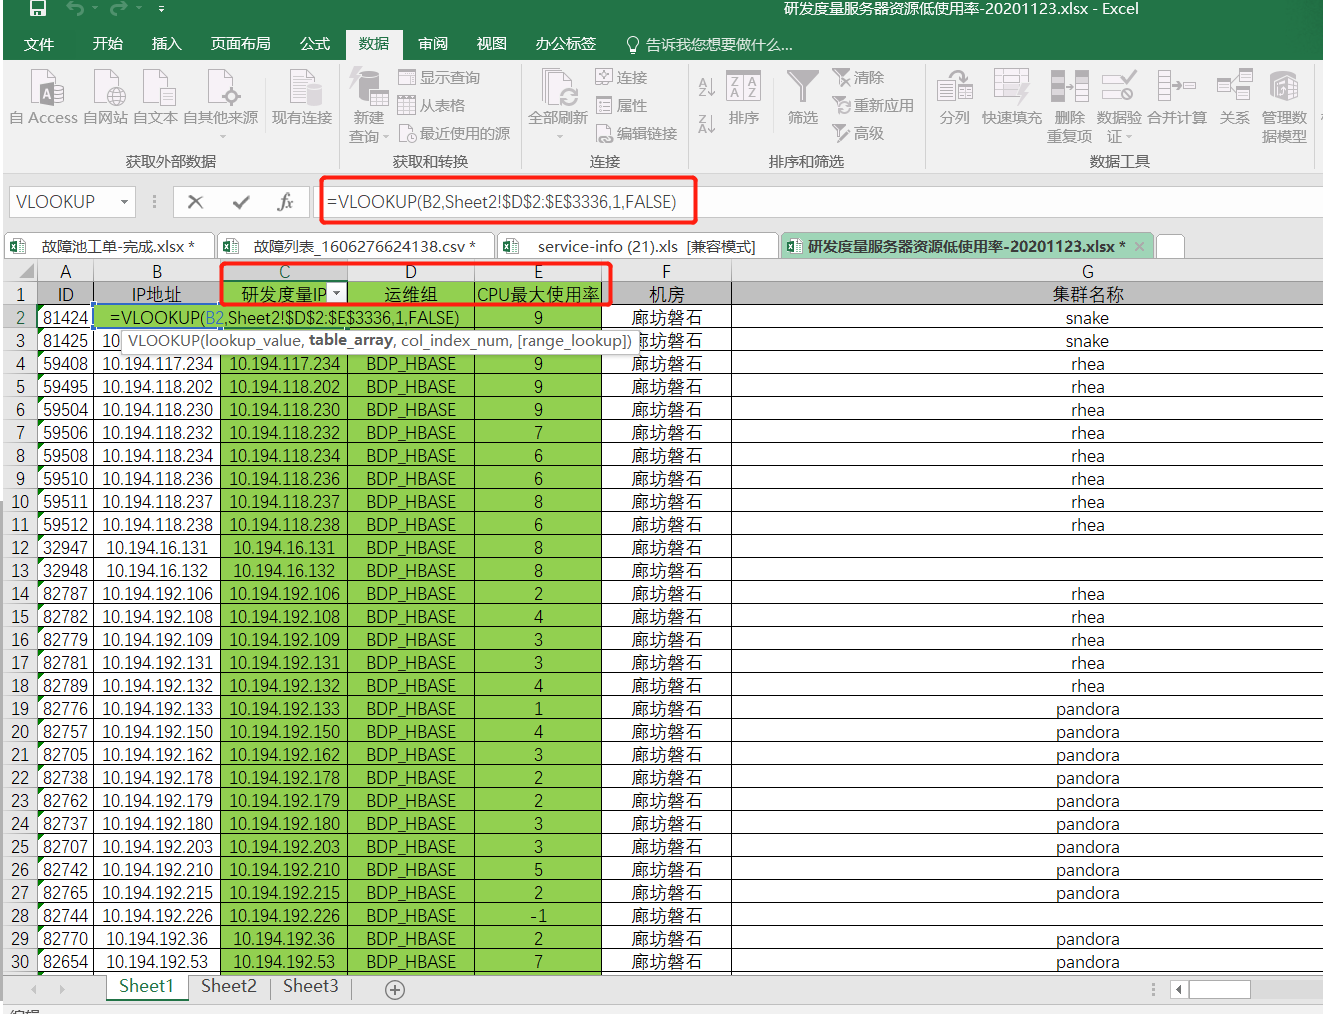 研发度量服务器资源低使用率-20201123.xlsx - Excel
文件 开始 插入 页面布局 公式 数据 审阅 视图 办公标签 告诉我您想要做什么...
自 Access 自网站 自文本 自其他来源 现有连接 新建查询 显示查询 从表格 最近使用的源 全部刷新 连接 属性 编辑链接 排序 筛选 清除 重新应用 高级 分列 快速填充 删除重复项 数据验证 合并计算 关系 管理数据模型
获取外部数据 获取和转换 连接 排序和筛选 数据工具
VLOOKUP fx =VLOOKUP(B2,Sheet2!$D$2:$E$3336,1,FALSE)
故障池工单-完成.xlsx * 故障列表_1606276624138.csv * service-info (21).xls [兼容模式] 研发度量服务器资源低使用率-20201123.xlsx *
A B C D E F G
1 ID IP地址 研发度量IP 运维组 CPU最大使用率 机房 集群名称
2 81424 =VLOOKUP(B2,Sheet2!$D$2:$E$3336,1,FALSE) 9 廊坊磐石 snake
3 81425 10 VLOOKUP(lookup_value, table_array, col_index_num, [range_lookup]) 廊坊磐石 snake
4 59408 10.194.117.234 10.194.117.234 BDP_HBASE 9 廊坊磐石 rhea
5 59495 10.194.118.202 10.194.118.202 BDP_HBASE 9 廊坊磐石 rhea
6 59504 10.194.118.230 10.194.118.230 BDP_HBASE 9 廊坊磐石 rhea
7 59506 10.194.118.232 10.194.118.232 BDP_HBASE 7 廊坊磐石 rhea
8 59508 10.194.118.234 10.194.118.234 BDP_HBASE 6 廊坊磐石 rhea
9 59510 10.194.118.236 10.194.118.236 BDP_HBASE 6 廊坊磐石 rhea
10 59511 10.194.118.237 10.194.118.237 BDP_HBASE 8 廊坊磐石 rhea
11 59512 10.194.118.238 10.194.118.238 BDP_HBASE 6 廊坊磐石 rhea
12 32947 10.194.16.131 10.194.16.131 BDP_HBASE 8 廊坊磐石
13 32948 10.194.16.132 10.194.16.132 BDP_HBASE 8 廊坊磐石
14 82787 10.194.192.106 10.194.192.106 BDP_HBASE 2 廊坊磐石 rhea
15 82782 10.194.192.108 10.194.192.108 BDP_HBASE 4 廊坊磐石 rhea
16 82779 10.194.192.109 10.194.192.109 BDP_HBASE 3 廊坊磐石 rhea
17 82781 10.194.192.131 10.194.192.131 BDP_HBASE 3 廊坊磐石 rhea
18 82789 10.194.192.132 10.194.192.132 BDP_HBASE 4 廊坊磐石 rhea
19 82776 10.194.192.133 10.194.192.133 BDP_HBASE 1 廊坊磐石 pandora
20 82757 10.194.192.150 10.194.192.150 BDP_HBASE 4 廊坊磐石 pandora
21 82705 10.194.192.162 10.194.192.162 BDP_HBASE 3 廊坊磐石 pandora
22 82738 10.194.192.178 10.194.192.178 BDP_HBASE 2 廊坊磐石 pandora
23 82762 10.194.192.179 10.194.192.179 BDP_HBASE 2 廊坊磐石 pandora
24 82737 10.194.192.180 10.194.192.180 BDP_HBASE 3 廊坊磐石 pandora
25 82707 10.194.192.203 10.194.192.203 BDP_HBASE 3 廊坊磐石 pandora
26 82742 10.194.192.210 10.194.192.210 BDP_HBASE 5 廊坊磐石 pandora
27 82765 10.194.192.215 10.194.192.215 BDP_HBASE 2 廊坊磐石 pandora
28 82744 10.194.192.226 10.194.192.226 BDP_HBASE -1 廊坊磐石
29 82770 10.194.192.36 10.194.192.36 BDP_HBASE 2 廊坊磐石 pandora
30 82654 10.194.192.53 10.194.192.53 BDP_HBASE 7 廊坊磐石 pandora
Sheet1 Sheet2 Sheet3